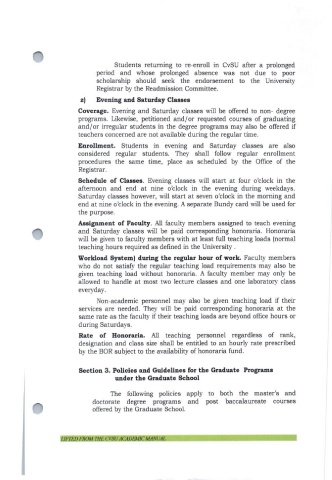 Students returning to re-enroll in CvSU after a prolonged
period and whose prolonged absence was not due to poor
scholarship should seek the endorsement to the University
Registrar by the Readmission Committee.
z) Evening and Saturday Classes
Coverage. Evening and Saturday classes will be offered to non- degree
programs. Likewise, petitioned and/or requested courses of graduating
and/or irregular students in the degree programs may also be offered if
teachers concerned are not available during the regular time.
Enrollment. Students in evening and Saturday classes are also
considered regular students. They shall follow regular enrollment
procedures the same time, place as scheduled by the Office of the
Registrar.
Schedule of Classes. Evening classes will start at four o'clock in the
afternoon and end at nine o'clock in the evening during weekdays.
Saturday classes however, will start at seven o'clock in the morning and
end at nine o'clock in the evening. A separate Bundy card will be used for
the purpose.
Assignment of Faculty. All faculty members assigned to teach evening
and Saturday classes will be paid corresponding honoraria. Honoraria
will be given to faculty members with at least full teaching loads (normal
teaching hours required as defined in the University .
Workload System) during the regular hour of work. Faculty members
who do not satisfy the regular teaching load requirements may also be
given teaching load without honoraria. A faculty member may only be
allowed to handle at most two lecture classes and one laboratory class
everyday.
Non-academic personnel may also be given teaching load if their
services are needed. They will be paid corresponding honoraria at the
same rate as the faculty if their teaching loads are beyond office hours or
during Saturdays.
Rate of Honoraria. All teaching personnel regardless of rank,
designation and class size shall be entitled to an hourly rate prescribed
by the BOR subject to the availability of honoraria fund.
Section 3. Policies and Guidelines for the Graduate Programs
under the Graduate School
The following policies apply to both the master's and
doctorate degree programs and post baccalaureate courses
offered by the Graduate School.
LIFTED FROM THE CVSU ACADEMIC MANUAL